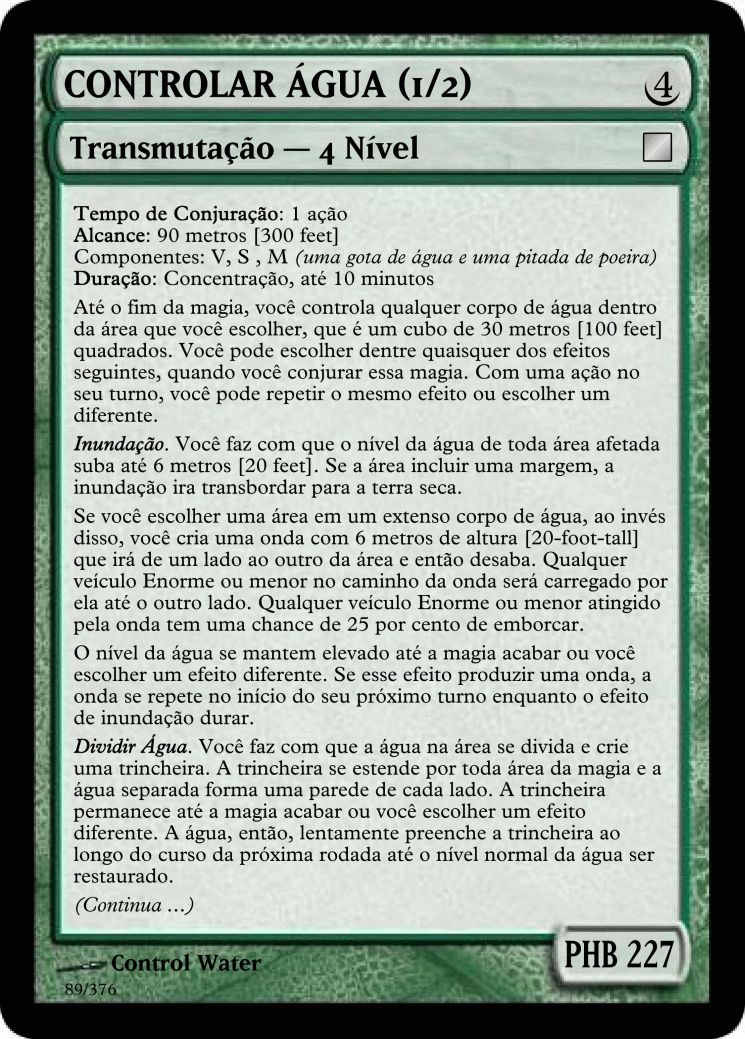 CONTROLAR ÁGUA (1/2)
4
Transmutação — 4 Nível
Tempo de Conjuração: 1 ação
Alcance: 90 metros [300 feet]
Componentes: V, S , M (uma gota de água e uma pitada de poeira)
Duração: Concentração, até 10 minutos
Até o fim da magia, você controla qualquer corpo de água dentro
da área que você escolher, que é um cubo de 30 metros [100 feet]
quadrados. Você pode escolher dentre quaisquer dos efeitos
seguintes, quando você conjurar essa magia. Com uma ação no
seu turno, você pode repetir o mesmo efeito ou escolher um
diferente.
Inundação. Você faz com que o nível da água de toda área afetada
suba até 6 metros [20 feet]. Se a área incluir uma margem, a
inundação ira transbordar para a terra seca.
Se você escolher uma área em um extenso corpo de água, ao invés
disso, você cria uma onda com 6 metros de altura [20-foot-tall]
que irá de um lado ao outro da área e então desaba. Qualquer
veículo Enorme ou menor no caminho da onda será carregado por
ela até o outro lado. Qualquer veículo Enorme ou menor atingido
pela onda tem uma chance de 25 por cento de emborcar.
O nível da água se mantem elevado até a magia acabar ou você
escolher um efeito diferente. Se esse efeito produzir uma onda, a
onda se repete no início do seu próximo turno enquanto o efeito
de inundação durar.
Dividir Água. Você faz com que a água na área se divida e crie
uma trincheira. A trincheira se estende por toda área da magia e a
água separada forma uma parede de cada lado. A trincheira
permanece até a magia acabar ou você escolher um efeito
diferente. A água, então, lentamente preenche a trincheira ao
longo do curso da próxima rodada até o nível normal da água ser
restaurado.
(Continua ...)
PHB 227
Control Water
89/376